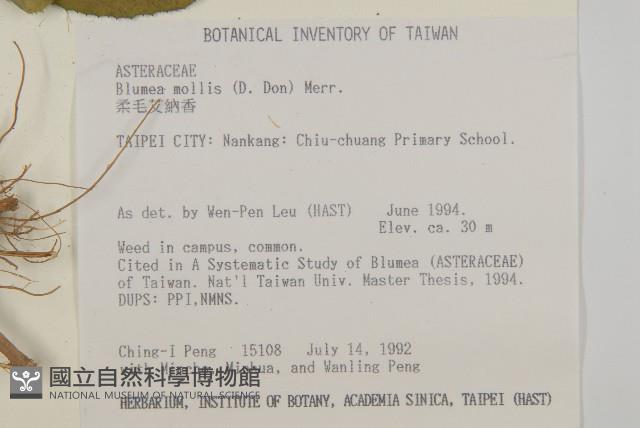 BOTANICAL INVENTORY OF TAIWAN
ASTERACEAE
Blumea mollis (D. Don) Merr.
柔毛艾納香
TAIPEI CITY: Nankang: Chiu-chuang Primary School.
As det. by Wen-Pen Leu (HAST) June 1994.
Elev. ca. 30 m
Weed in campus, common.
Cited in A Systematic Study of Blumea (ASTERACEAE)
of Taiwan. Nat'l Taiwan Univ. Master Thesis, 1994.
DUPS: PPI,NMNS.
Ching-I Peng 15108 July 14, 1992
with and Wanling Peng
國立自然科學博物館
NATIONAL MUSEUM OF NATURAL SCIENCE
HERBARIUM, INSTITUTE OF BOTANY, ACADEMIA SINICA, TAIPEI (HAST)